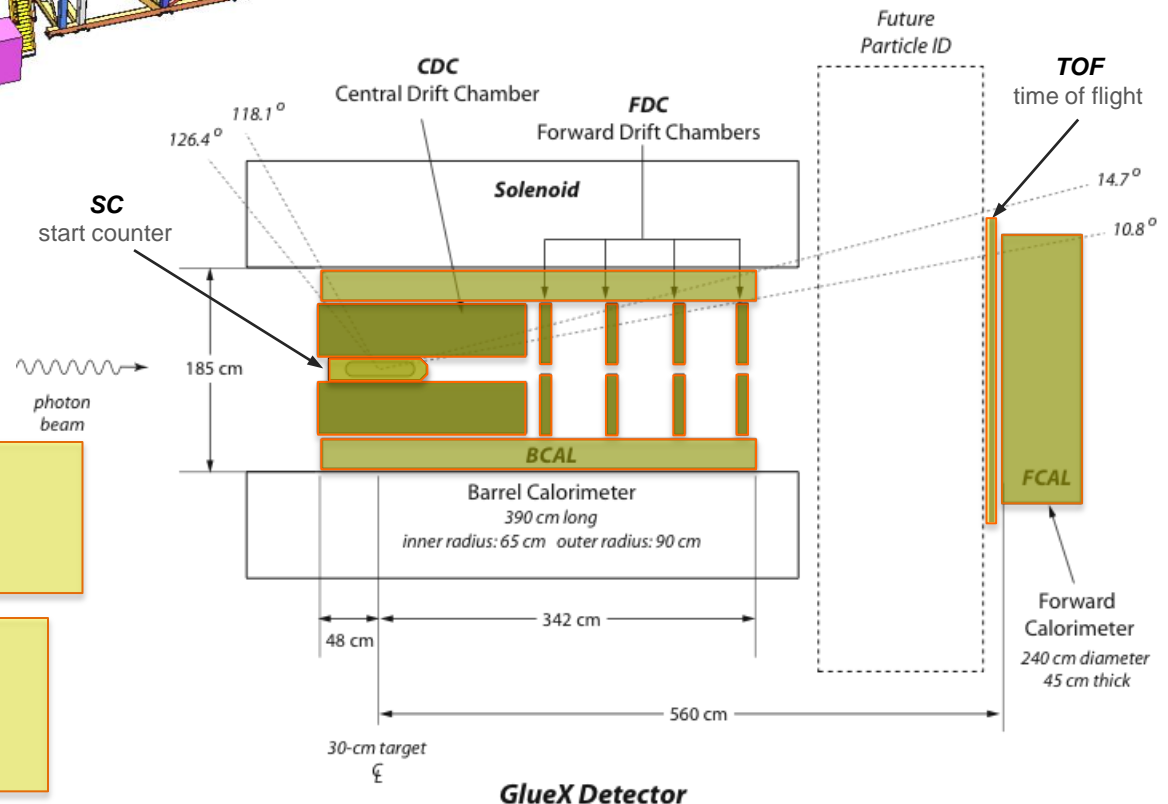 Future
Particle ID
CDC
Central Drift Chamber
TOF
time of flight
FDC
Forward Drift Chambers
118.1°
126.4°
14.7°
10.8°
Solenoid
SC
start counter
185 cm
photon
beam
BCAL
FCAL
Barrel Calorimeter
390 cm long
inner radius: 65 cm outer radius: 90 cm
Forward
Calorimeter
240 cm diameter
45 cm thick
48 cm
342 cm
560 cm
30-cm target
℄
GlueX Detector